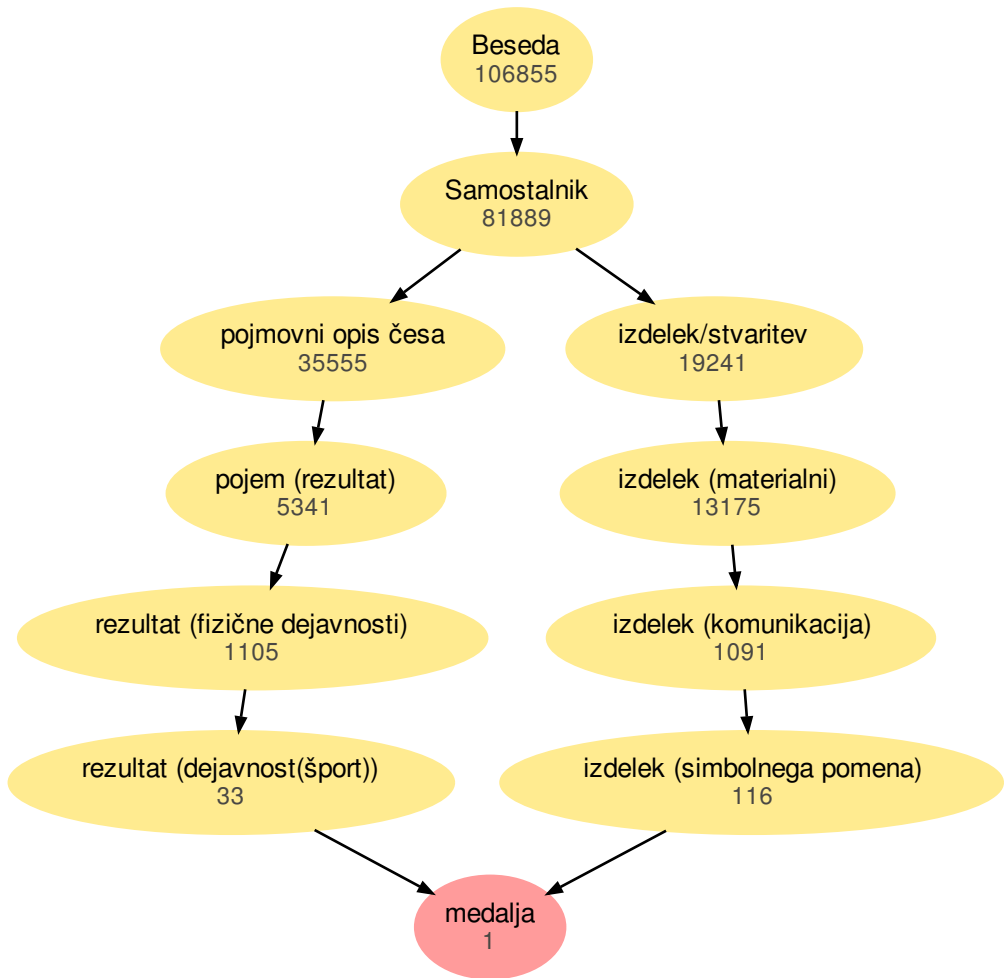 Beseda
106855
Samostalnik
81889
pojmovni opis česa
35555
izdelek/stvaritev
19241
pojem (rezultat)
5341
izdelek (materialni)
13175
rezultat (fizične dejavnosti)
1105
izdelek (komunikacija)
1091
rezultat (dejavnost(šport))
33
izdelek (simbolnega pomena)
116
medalja
1